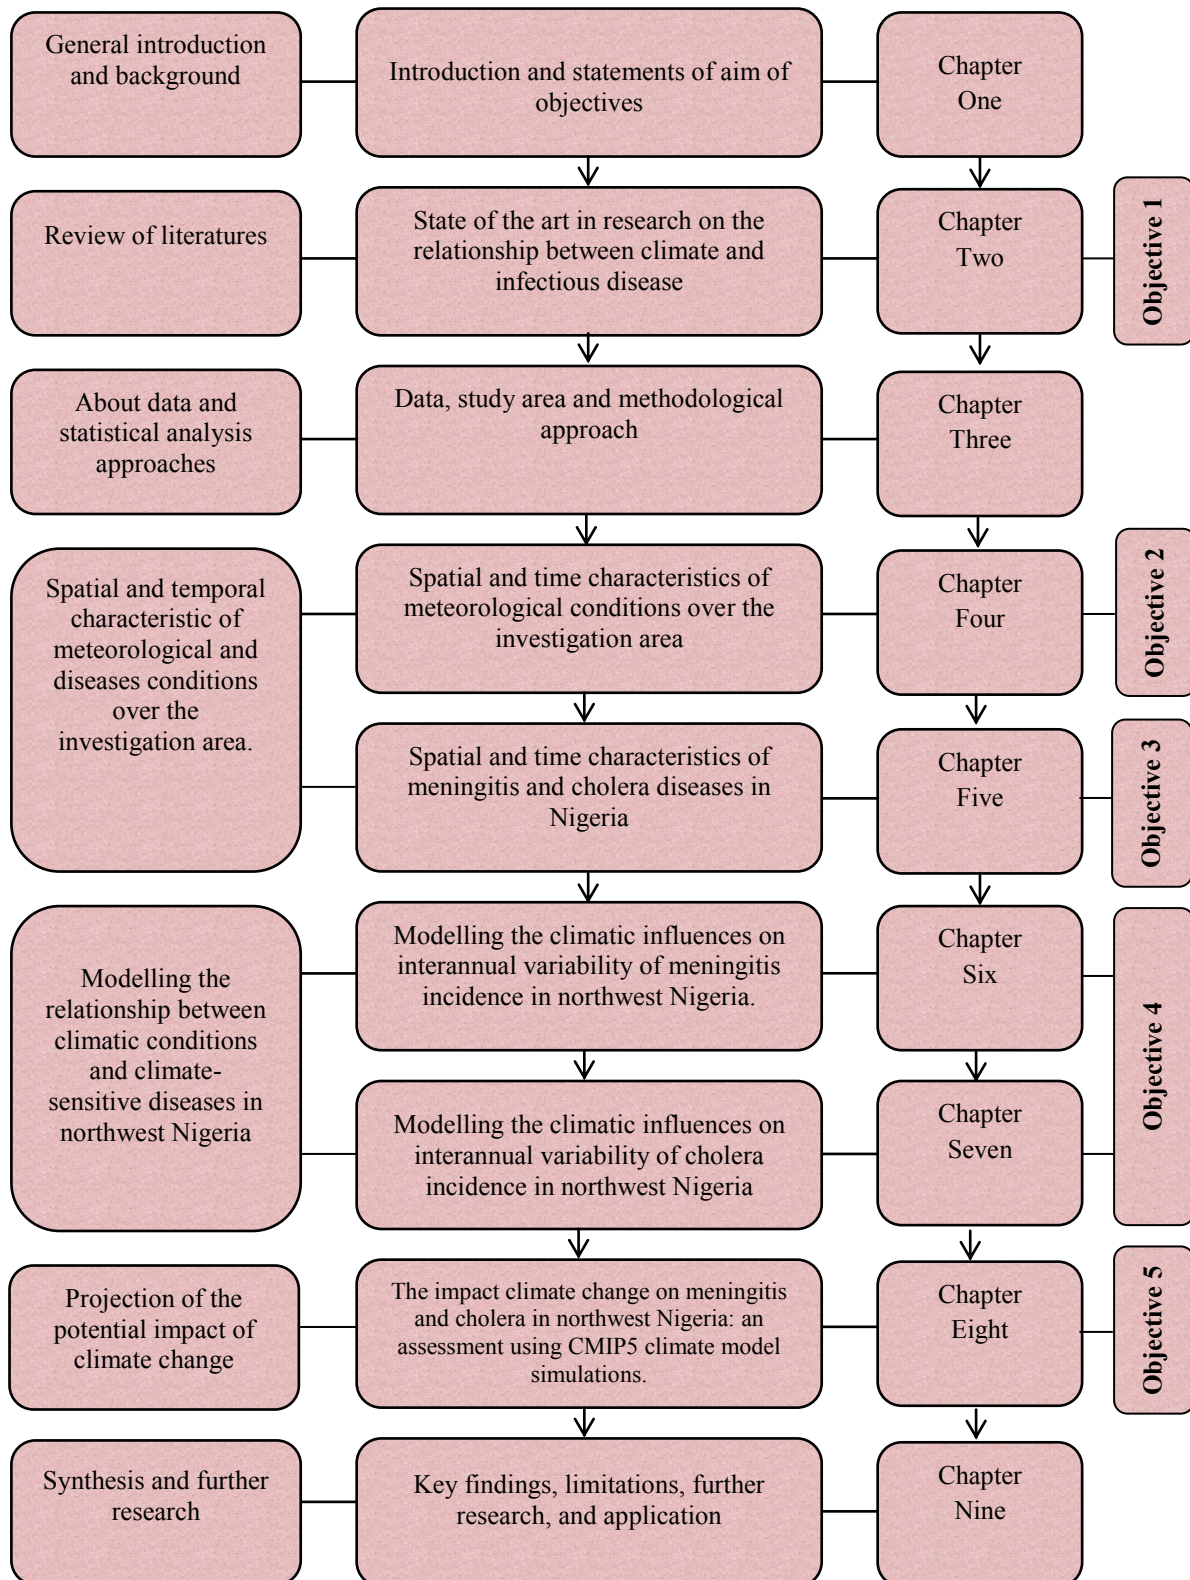 General introduction
and background
Introduction and statements of aim of
objectives
Chapter
One
Review of literatures
State of the art in research on the
relationship between climate and
infectious disease
Chapter
Two
Objective 1
About data and
statistical analysis
approaches
Data, study area and methodological
approach
Chapter
Three
Spatial and temporal
characteristic of
meteorological and
diseases conditions
over the
investigation area.
Spatial and time characteristics of
meteorological conditions over the
investigation area
Chapter
Four
Objective 2
Spatial and time characteristics of
meningitis and cholera diseases in
Nigeria
Chapter
Five
Objective 3
Modelling the
relationship between
climatic conditions
and climate-
sensitive diseases in
northwest Nigeria
Modelling the climatic influences on
interannual variability of meningitis
incidence in northwest Nigeria.
Chapter
Six
Objective 4
Modelling the climatic influences on
interannual variability of cholera
incidence in northwest Nigeria
Chapter
Seven
Projection of the
potential impact of
climate change
The impact climate change on meningitis
and cholera in northwest Nigeria: an
assessment using CMIP5 climate model
simulations.
Chapter
Eight
Objective 5
Synthesis and further
research
Key findings, limitations, further
research, and application
Chapter
Nine